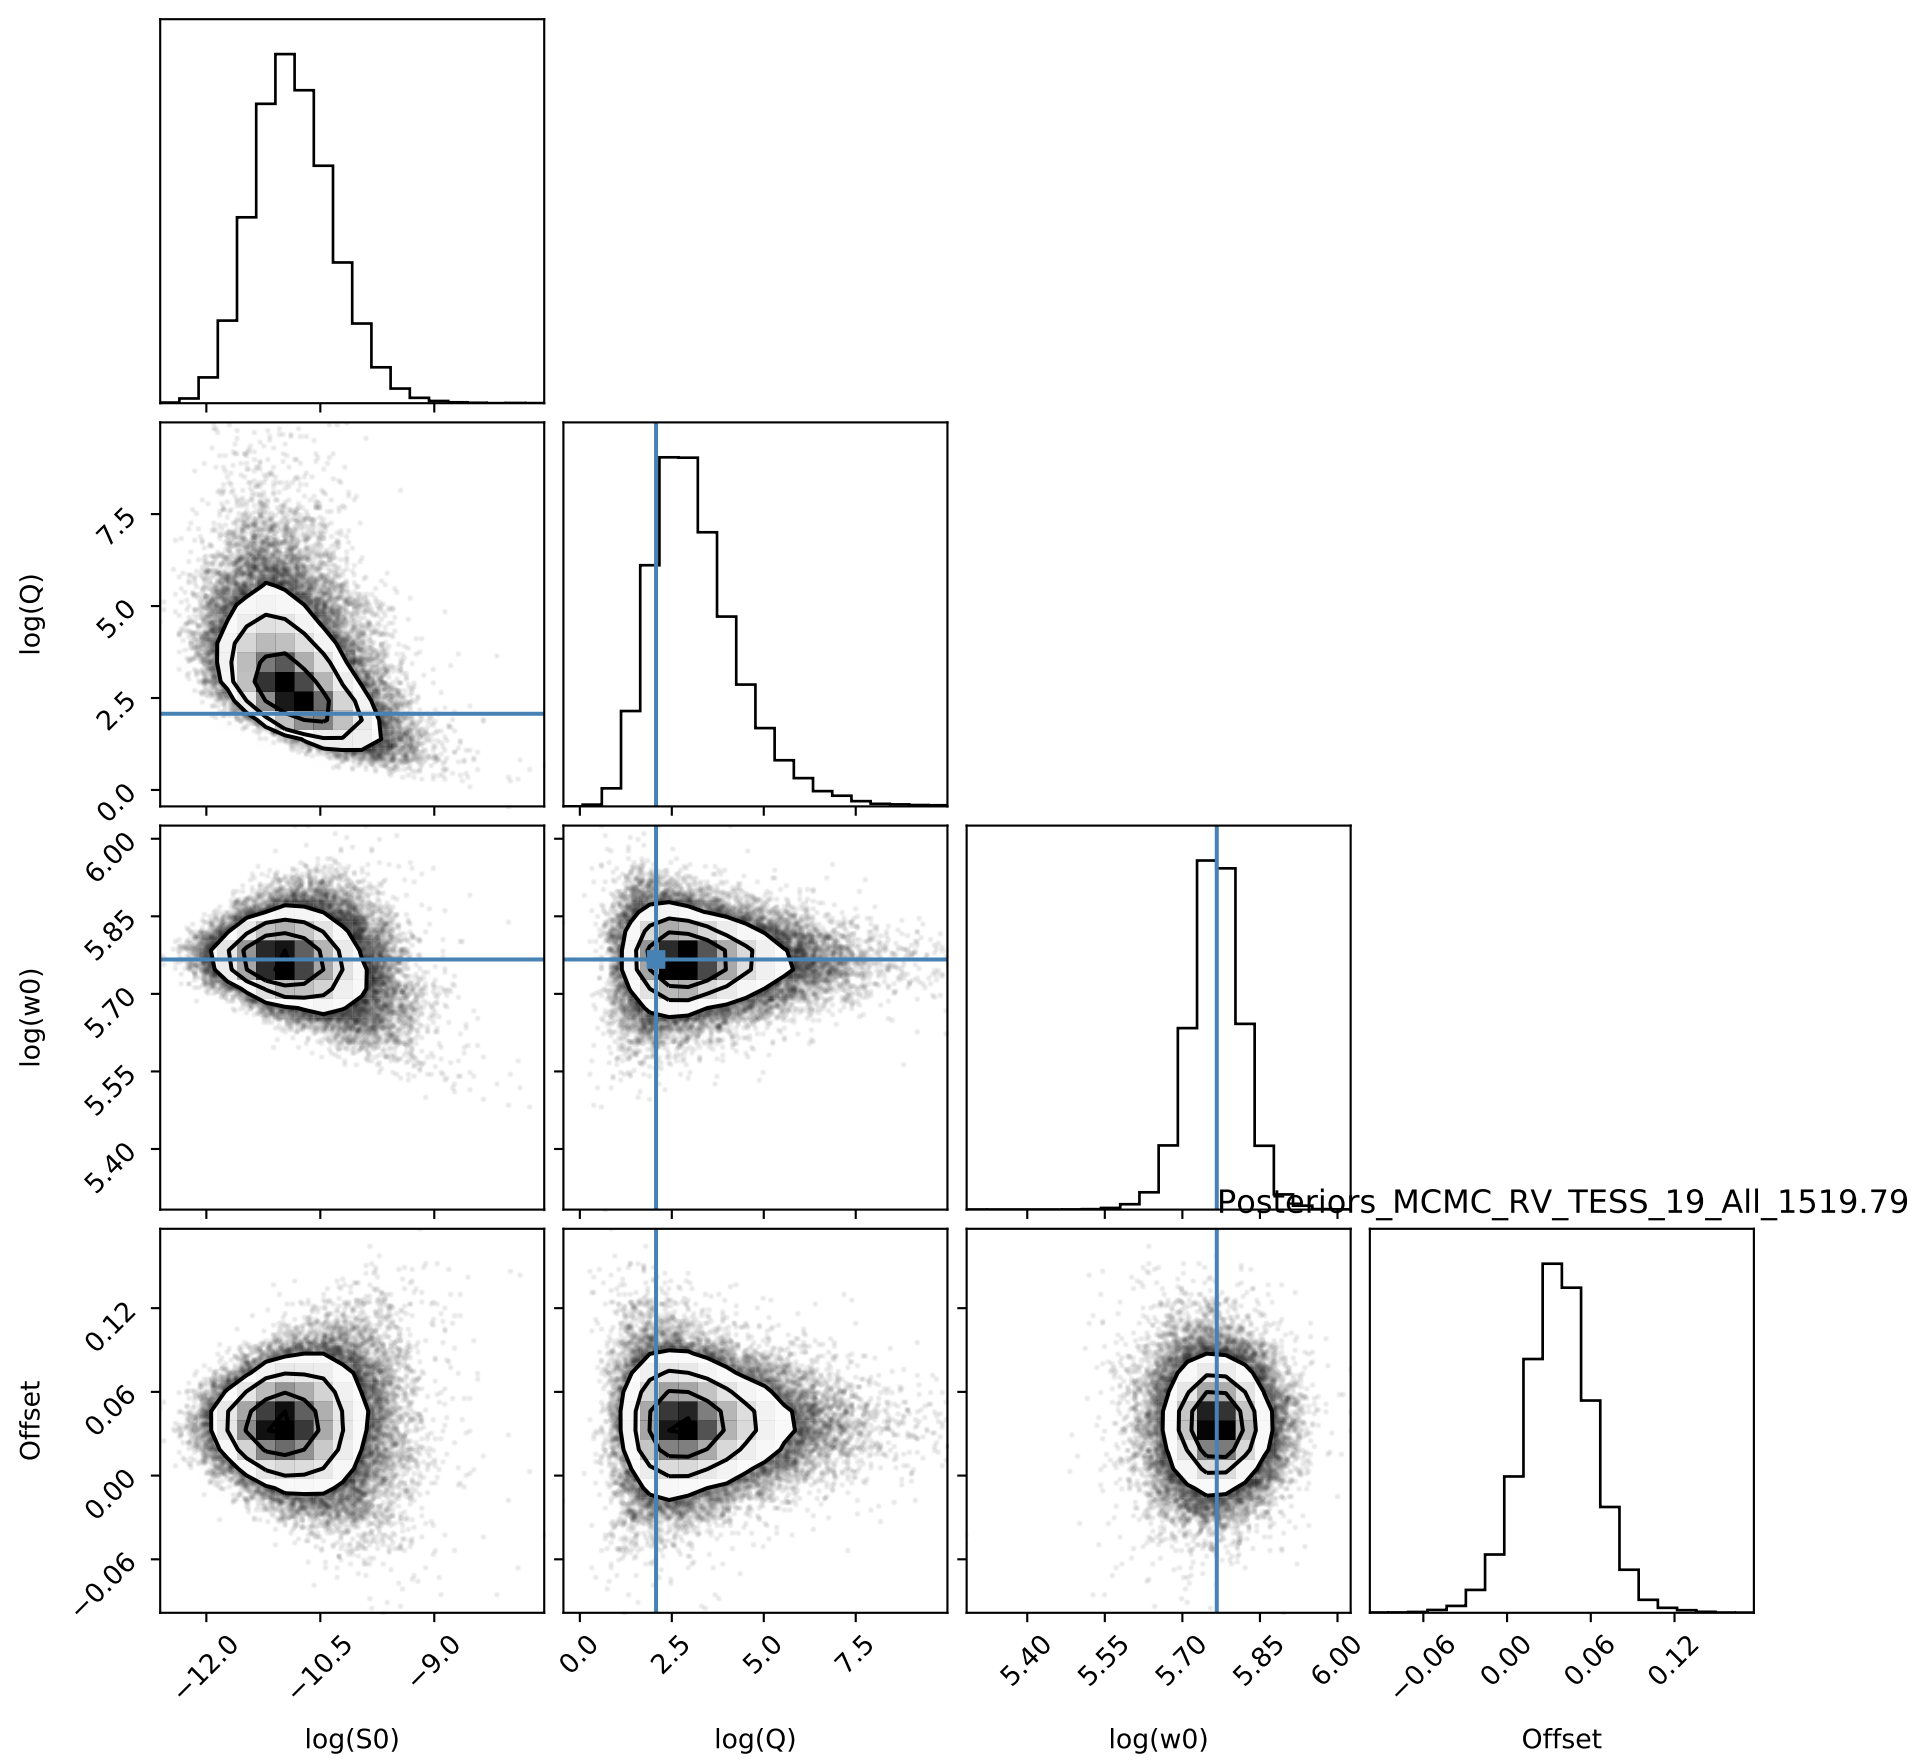 log(Q)
7.5
5.0
2.5
0.0
log(w0)
6.00
5.85
5.70
5.55
5.40
Posteriors_MCMC_RV_TESS_19_All_1519.79
Offset
0.12
0.06
0.00
−0.06
−12.0 −10.5 −9.0 0.0 2.5 5.0 7.5 5.40 5.55 5.70 5.85 6.00 −0.06 0.00 0.06 0.12
log(S0) log(Q) log(w0) Offset